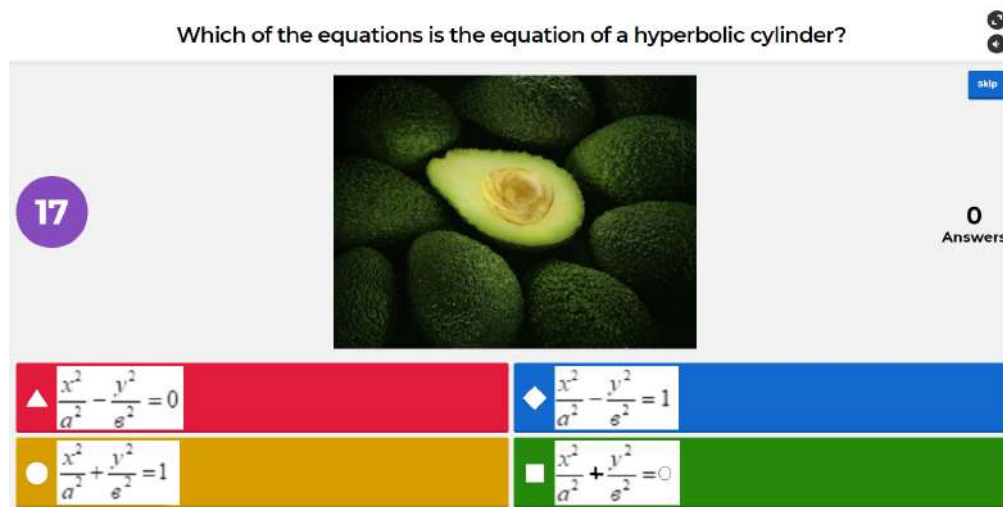 Which of the equations is the equation of a hyperbolic cylinder?
Skip
17
0
Answers
x²/a² − y²/в² = 0
x²/a² − y²/в² = 1
x²/a² + y²/в² = 1
x²/a² + y²/в² = 0